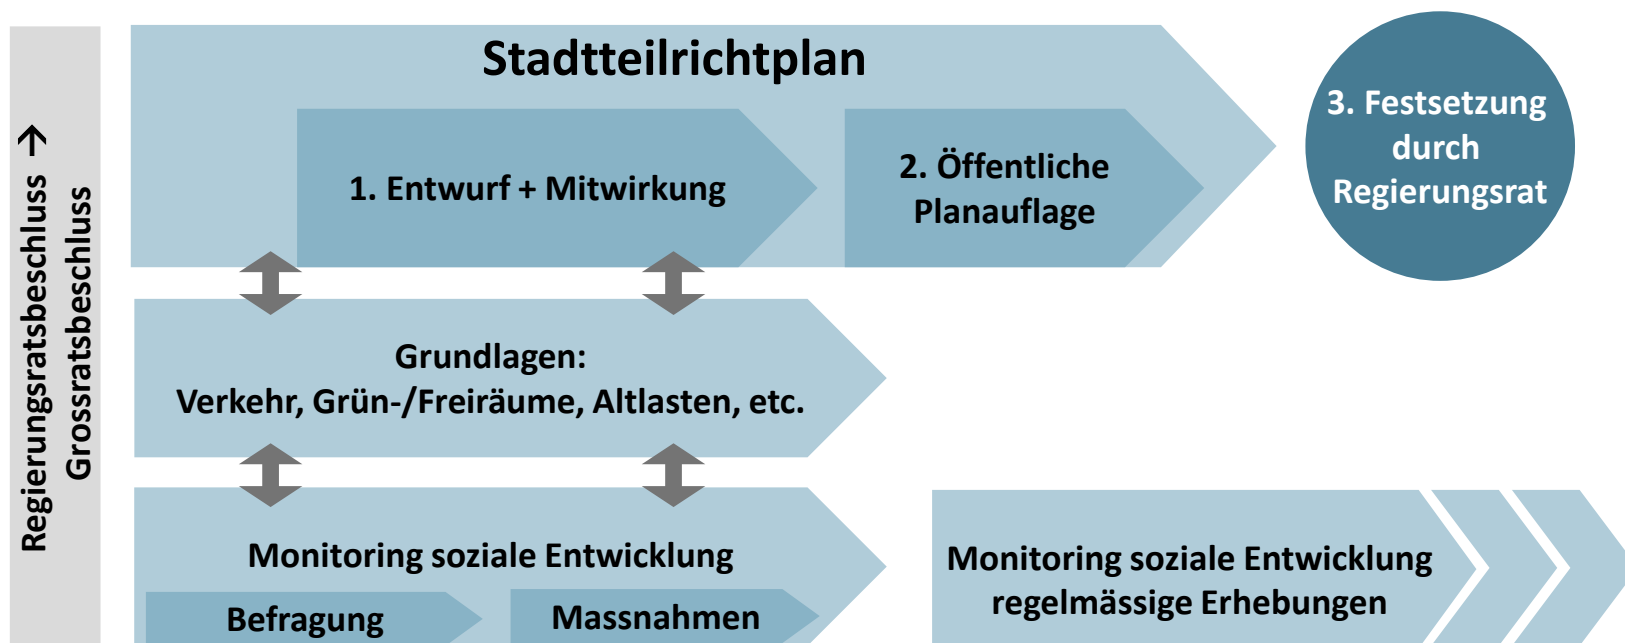 Regierungsratsbeschluss →
Grossratsbeschluss
Stadtteilrichtplan
1. Entwurf + Mitwirkung
2. Öffentliche
Planauflage
3. Festsetzung
durch
Regierungsrat
Grundlagen:
Verkehr, Grün-/Freiräume, Altlasten, etc.
Monitoring soziale Entwicklung
Befragung
Massnahmen
Monitoring soziale Entwicklung
regelmässige Erhebungen